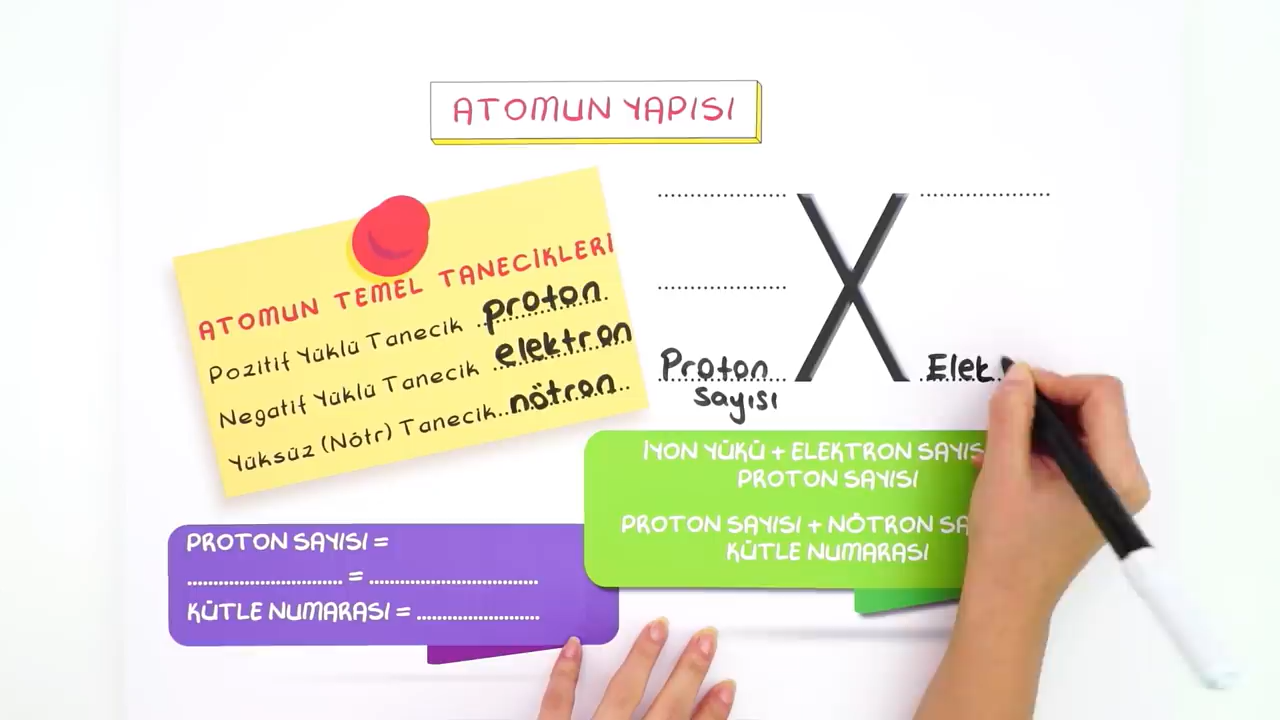 ATOMUN YAPISI
ATOMUN TEMEL TANECİKLERİ
Pozitif Yüklü Tanecik proton
Negatif Yüklü Tanecik elektron
Yüksüz (Nötr) Tanecik nötron
Proton
Sayısı
Elek
İYON YÜKÜ + ELEKTRON SAYIS
PROTON SAYISI
PROTON SAYISI + NÖTRON SA
KÜTLE NUMARASI
PROTON SAYISI =
=
KÜTLE NUMARASI =
X